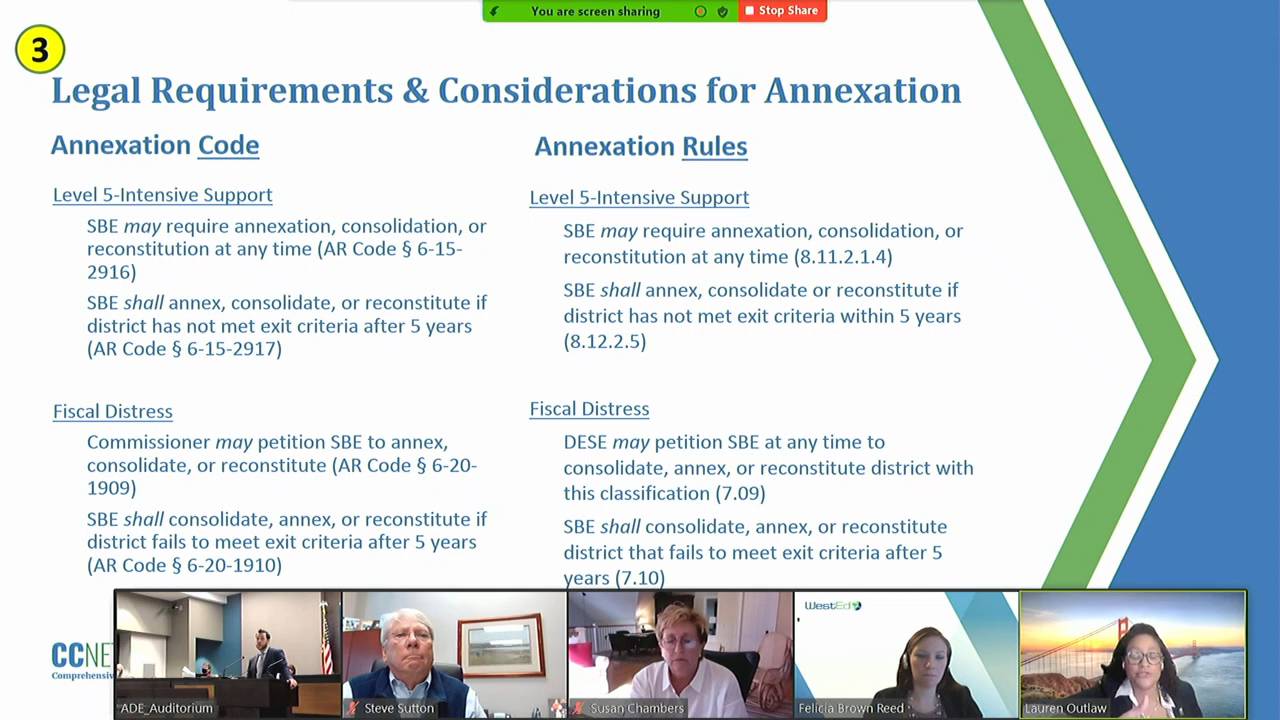 You are screen sharing
Stop Share
3
Legal Requirements & Considerations for Annexation
Annexation Code
Level 5-Intensive Support
SBE may require annexation, consolidation, or
reconstitution at any time (AR Code § 6-15-
2916)
SBE shall annex, consolidate, or reconstitute if
district has not met exit criteria after 5 years
(AR Code § 6-15-2917)
Fiscal Distress
Commissioner may petition SBE to annex,
consolidate, or reconstitute (AR Code § 6-20-
1909)
SBE shall consolidate, annex, or reconstitute if
district fails to meet exit criteria after 5 years
(AR Code § 6-20-1910)
Annexation Rules
Level 5-Intensive Support
SBE may require annexation, consolidation, or
reconstitution at any time (8.11.2.1.4)
SBE shall annex, consolidate or reconstitute if
district has not met exit criteria within 5 years
(8.12.2.5)
Fiscal Distress
DESE may petition SBE at any time to
consolidate, annex, or reconstitute district with
this classification (7.09)
SBE shall consolidate, annex, or reconstitute
district that fails to meet exit criteria after 5
years (7.10)
CCNE
Comprehensiv
WestEd
ADE_Auditorium
Steve Sutton
Susan Chambers
Felicia Brown Reed
Lauren Outlaw